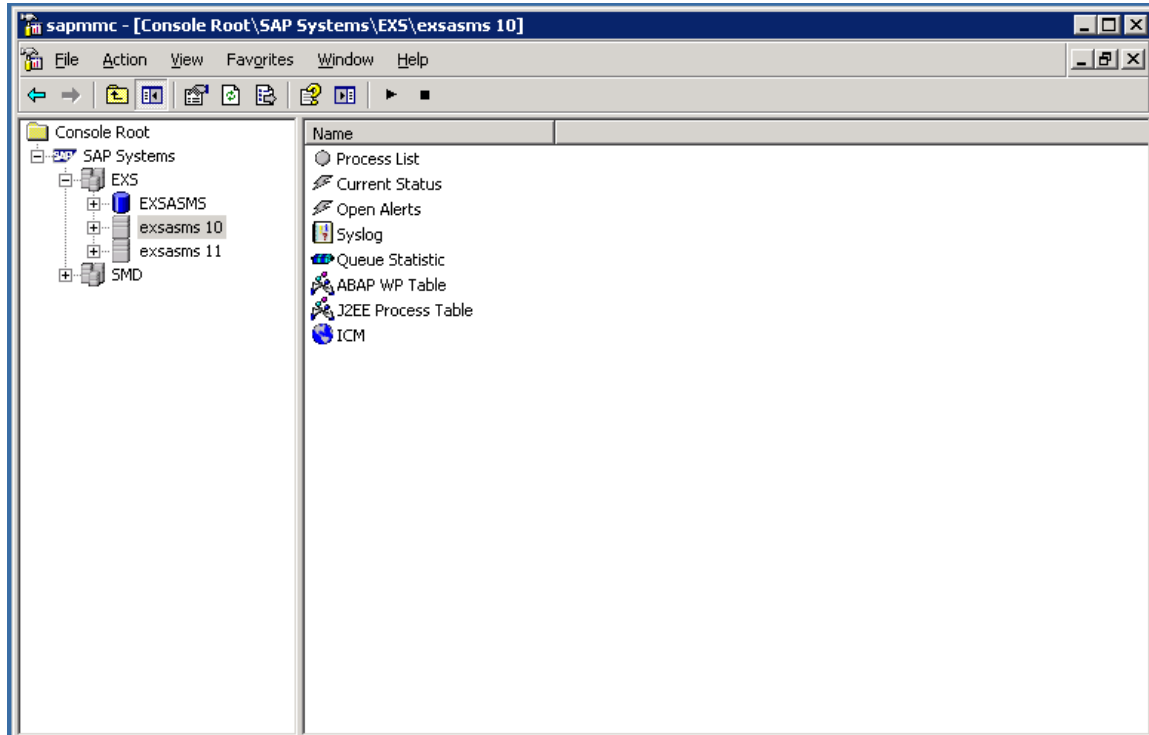 sapmmc - [Console Root\SAP Systems\EXS\exsasms 10]
File Action View Favorites Window Help
Console Root
SAP SAP Systems
EXS
EXSASMS
exsasms 10
exsasms 11
SMD
Name
Process List
Current Status
Open Alerts
Syslog
Queue Statistic
ABAP WP Table
J2EE Process Table
ICM